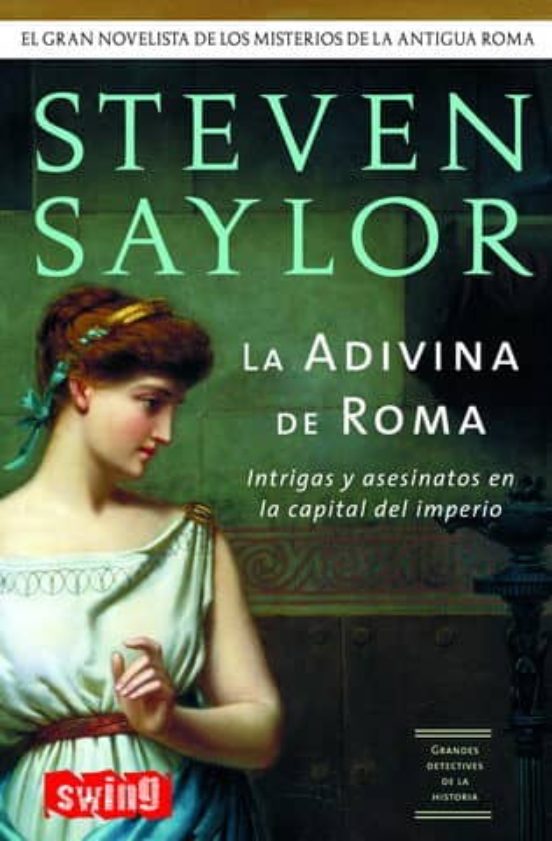 EL GRAN NOVELISTA DE LOS MISTERIOS DE LA ANTIGUA ROMA
STEVEN
SAYLOR
LA ADIVINA
DE ROMA
Intrigas y asesinatos en
la capital del imperio
GRANDES
DETECTIVES
DE LA
HISTORIA
swing